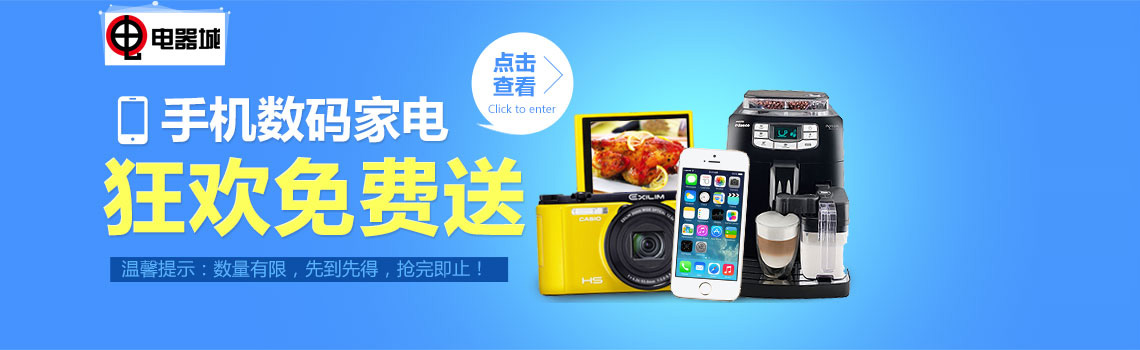 电器城
点击
查看
Click to enter
手机数码家电
狂欢免费送
温馨提示：数量有限，先到先得，抢完即止！
EXILIM
CASIO
HS